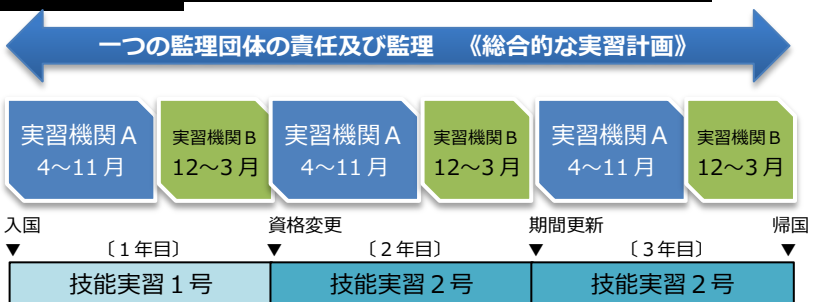 一つの監理団体の責任及び監理　《総合的な実習計画》
実習機関A
4～11月
実習機関B
12～3月
実習機関A
4～11月
実習機関B
12～3月
実習機関A
4～11月
実習機関B
12～3月
入国　資格変更　期間更新　帰国
▼　〔1年目〕　▼　〔2年目〕　▼　〔3年目〕　▼
技能実習1号　技能実習2号　技能実習2号